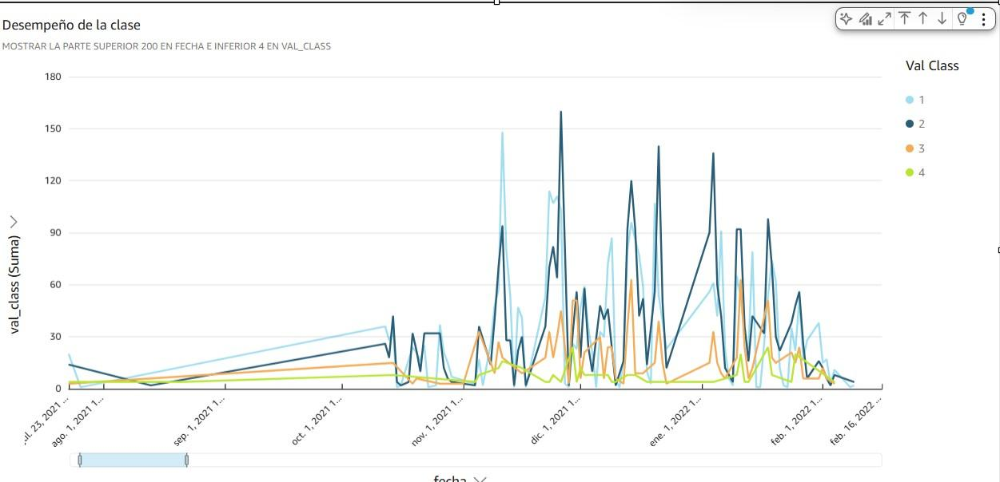 Desempeño de la clase
MOSTRAR LA PARTE SUPERIOR 200 EN FECHA E INFERIOR 4 EN VAL_CLASS
Val Class
1
2
3
4
180
150
120
90
60
30
0
val_class (Suma)
jul. 23, 2021 ...
ago. 1, 2021 1...
sep. 1, 2021 1...
oct. 1, 2021 1...
nov. 1, 2021 1...
dic. 1, 2021 1...
ene. 1, 2022 1...
feb. 1, 2022 1...
feb. 16, 2022 ...
fecha